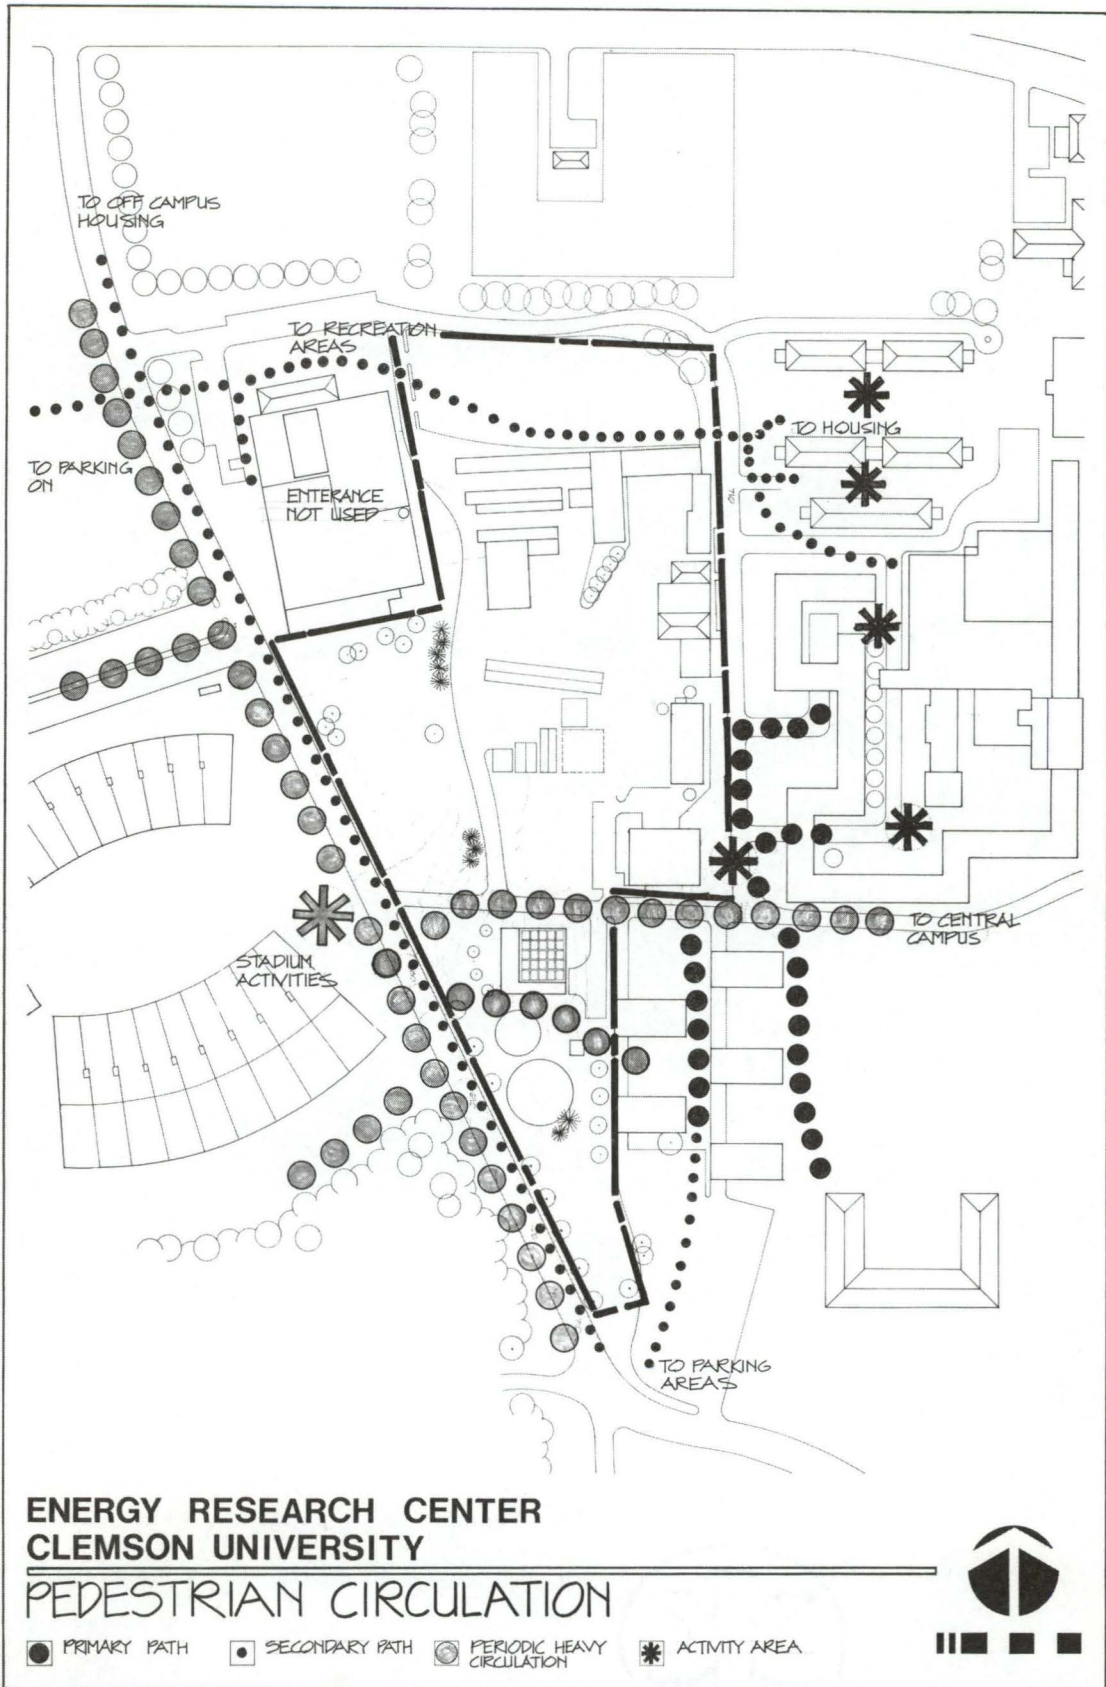 TO OFF CAMPUS
HOUSING
TO RECREATION
AREAS
TO HOUSING
TO PARKING
ON
ENTERANCE
NOT USED
TO CENTRAL
CAMPUS
STADIUM
ACTIVITIES
TO PARKING
AREAS
ENERGY RESEARCH CENTER
CLEMSON UNIVERSITY
PEDESTRIAN CIRCULATION
PRIMARY PATH
SECONDARY PATH
PERIODIC HEAVY
CIRCULATION
ACTIVITY AREA